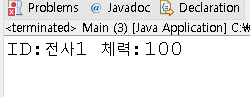 Problems @ Javadoc Declaration
<terminated> Main (3) [Java Application] C:₩
ID:전사1 체력:100